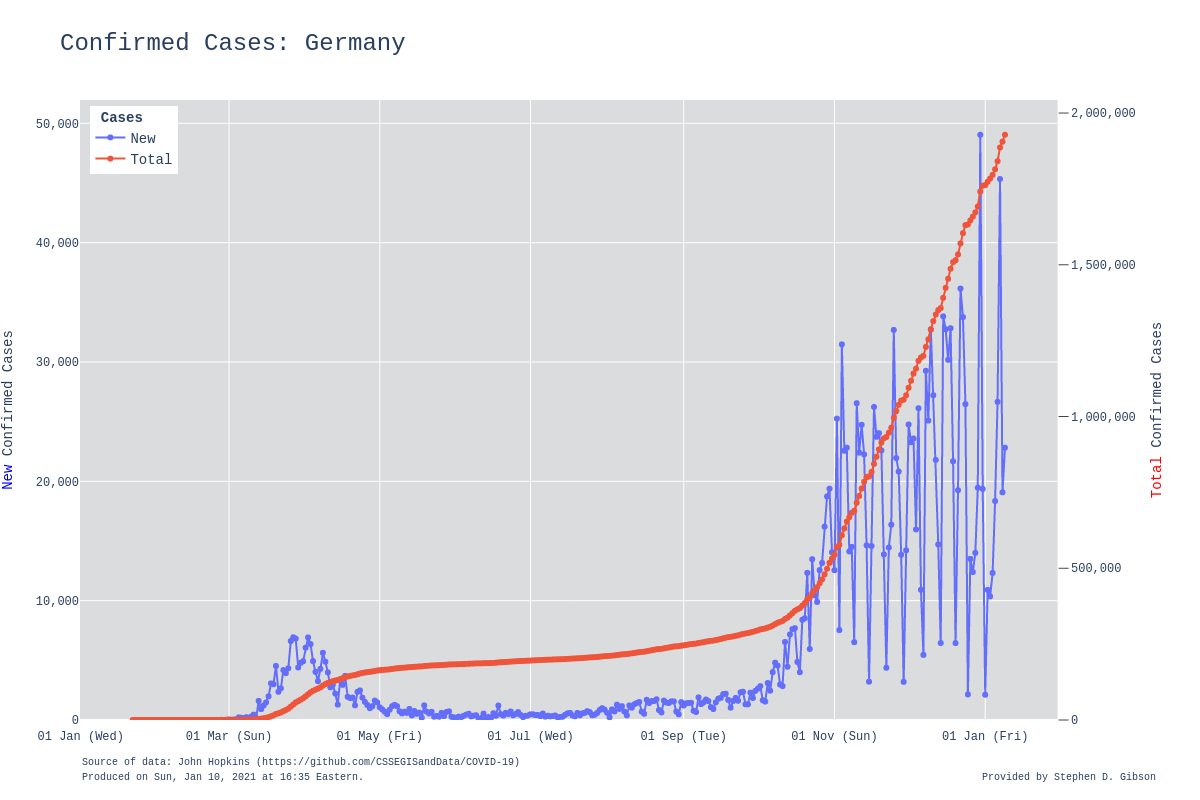 Confirmed Cases: Germany
Cases
New
Total
50,000
40,000
30,000
20,000
10,000
0
2,000,000
1,500,000
1,000,000
500,000
0
New Confirmed Cases
Total Confirmed Cases
01 Jan (Wed)
01 Mar (Sun)
01 May (Fri)
01 Jul (Wed)
01 Sep (Tue)
01 Nov (Sun)
01 Jan (Fri)
Source of data: John Hopkins (https://github.com/CSSEGISandData/COVID-19)
Produced on Sun, Jan 10, 2021 at 16:35 Eastern.
Provided by Stephen D. Gibson